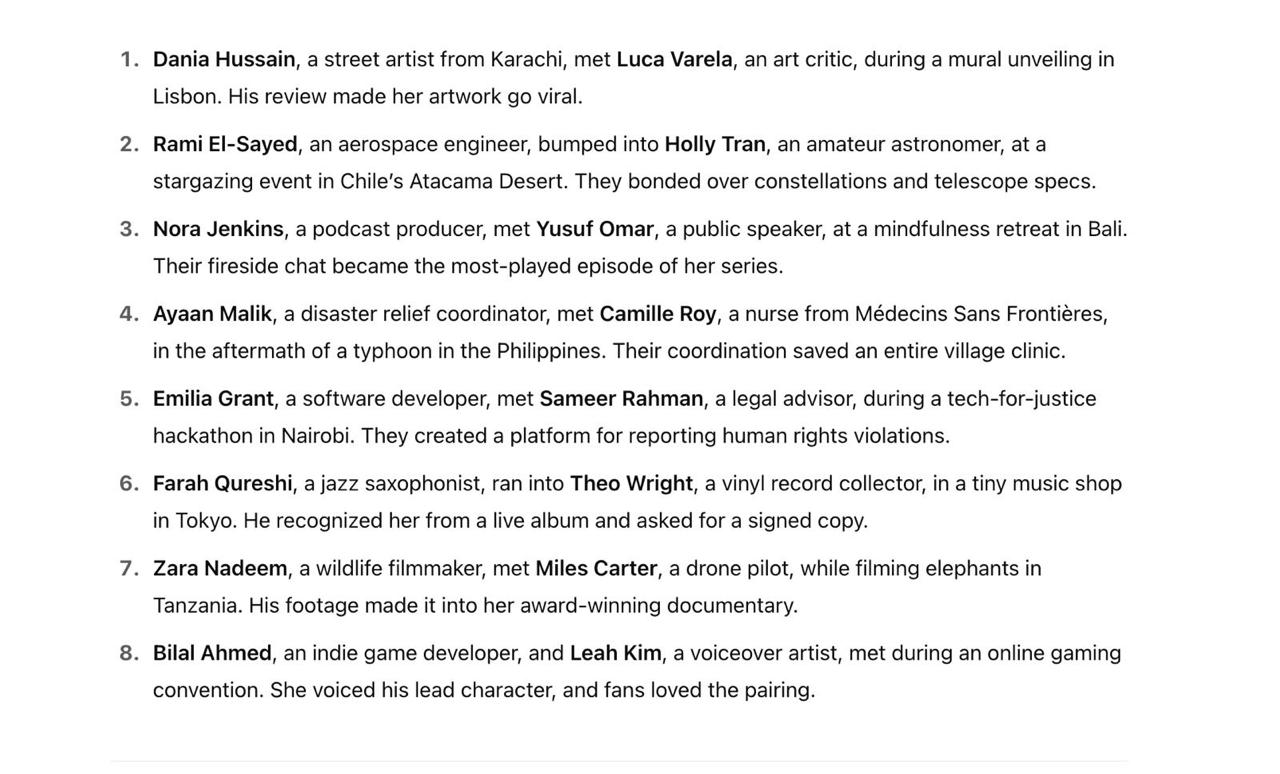 1. Dania Hussain, a street artist from Karachi, met Luca Varela, an art critic, during a mural unveiling in
Lisbon. His review made her artwork go viral.
2. Rami El-Sayed, an aerospace engineer, bumped into Holly Tran, an amateur astronomer, at a
stargazing event in Chile’s Atacama Desert. They bonded over constellations and telescope specs.
3. Nora Jenkins, a podcast producer, met Yusuf Omar, a public speaker, at a mindfulness retreat in Bali.
Their fireside chat became the most-played episode of her series.
4. Ayaan Malik, a disaster relief coordinator, met Camille Roy, a nurse from Médecins Sans Frontières,
in the aftermath of a typhoon in the Philippines. Their coordination saved an entire village clinic.
5. Emilia Grant, a software developer, met Sameer Rahman, a legal advisor, during a tech-for-justice
hackathon in Nairobi. They created a platform for reporting human rights violations.
6. Farah Qureshi, a jazz saxophonist, ran into Theo Wright, a vinyl record collector, in a tiny music shop
in Tokyo. He recognized her from a live album and asked for a signed copy.
7. Zara Nadeem, a wildlife filmmaker, met Miles Carter, a drone pilot, while filming elephants in
Tanzania. His footage made it into her award-winning documentary.
8. Bilal Ahmed, an indie game developer, and Leah Kim, a voiceover artist, met during an online gaming
convention. She voiced his lead character, and fans loved the pairing.